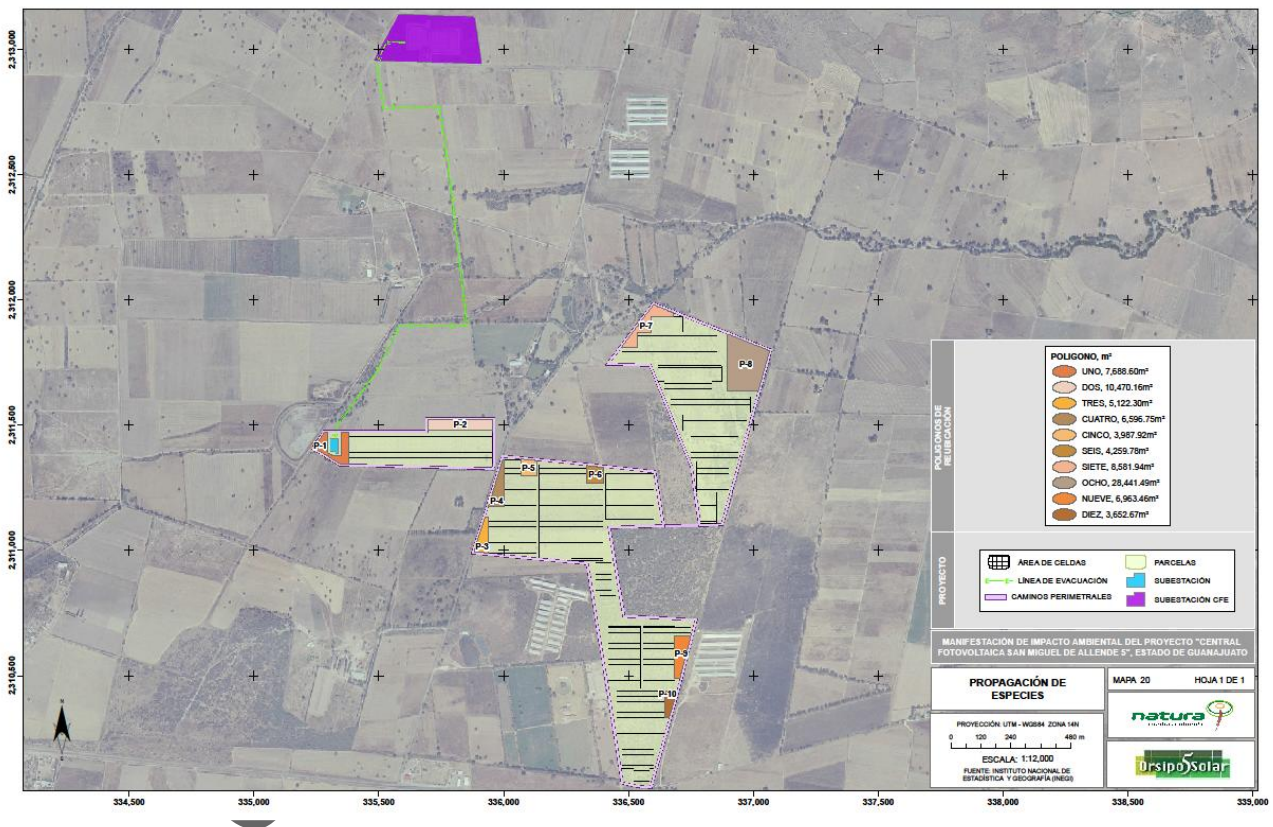 2,313,000
2,312,500
2,312,000
2,311,500
2,311,000
2,310,500
334,500
335,000
335,500
336,000
336,500
337,000
337,500
338,000
338,500
339,000
P-7
P-8
P-2
P-1
P-5
P-6
P-4
P-3
P-9
P-10
N
POLIGONOS DE REUBICACIÓN
POLIGONO, m²
UNO, 7,688.60m²
DOS, 10,470.16m²
TRES, 5,122.30m²
CUATRO, 6,596.75m²
CINCO, 3,987.92m²
SEIS, 4,259.78m²
SIETE, 8,581.94m²
OCHO, 28,441.49m²
NUEVE, 6,963.46m²
DIEZ, 3,652.67m²
PROYECTO
ÁREA DE CELDAS
LÍNEA DE EVACUACIÓN
CAMINOS PERIMETRALES
PARCELAS
SUBESTACIÓN
SUBESTACIÓN CFE
MANIFESTACIÓN DE IMPACTO AMBIENTAL DEL PROYECTO "CENTRAL
FOTOVOLTAICA SAN MIGUEL DE ALLENDE 5", ESTADO DE GUANAJUATO
PROPAGACIÓN DE
ESPECIES
MAPA 20 HOJA 1 DE 1
PROYECCIÓN: UTM - WGS84 ZONA 14N
0 120 240 480 m
ESCALA: 1:12,000
FUENTE: INSTITUTO NACIONAL DE
ESTADÍSTICA Y GEOGRAFÍA (INEGI)
natura
Orsipo5Solar